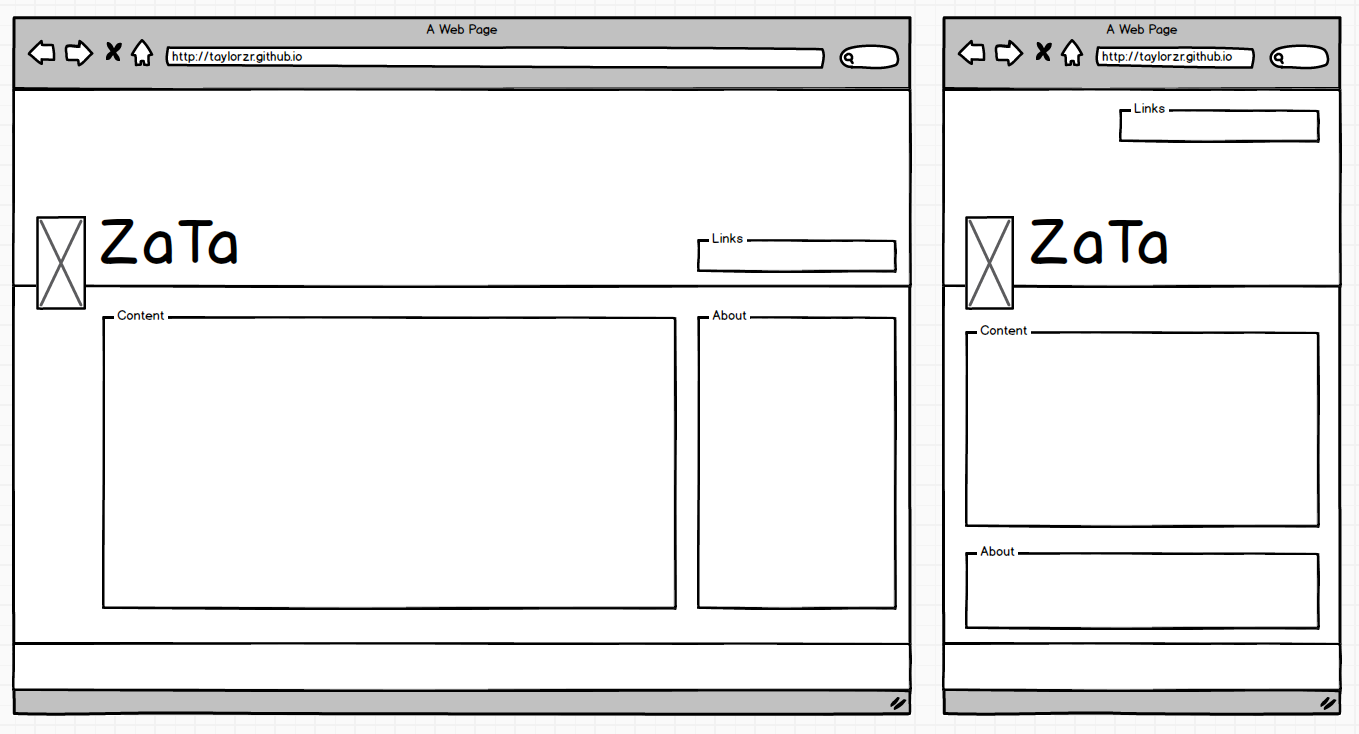 A Web Page
http://taylorzr.github.io
ZaTa
Links
Content
About
A Web Page
http://taylorzr.github.io
Links
ZaTa
Content
About